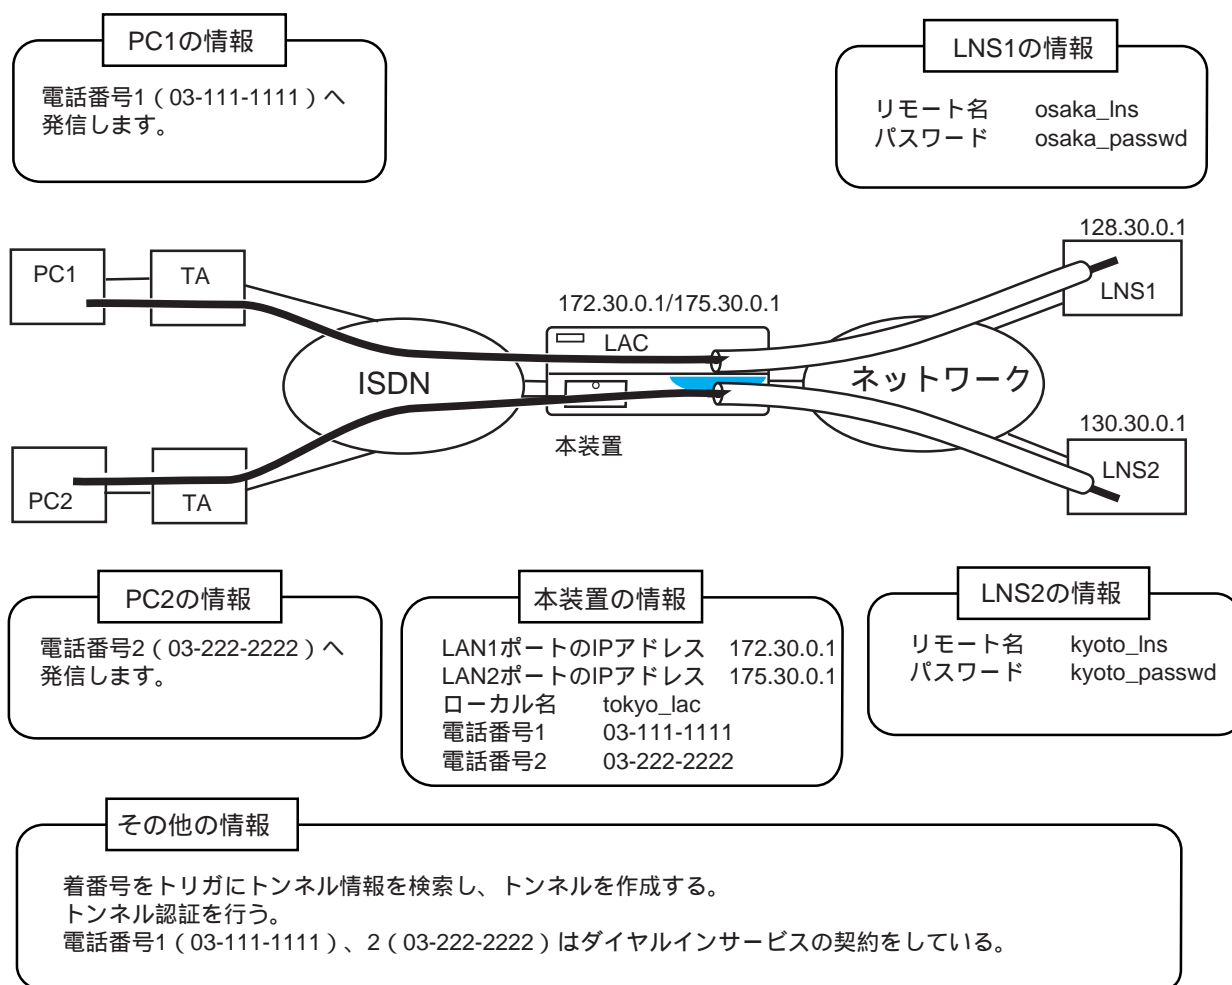 PC1の情報
電話番号1（03-111-1111）へ
発信します。
LNS1の情報
リモート名 osaka_lns
パスワード osaka_passwd
128.30.0.1
PC1
TA
LNS1
172.30.0.1/175.30.0.1
LAC
ISDN
ネットワーク
130.30.0.1
本装置
LNS2
PC2
TA
PC2の情報
電話番号2（03-222-2222）へ
発信します。
本装置の情報
LAN1ポートのIPアドレス 172.30.0.1
LAN2ポートのIPアドレス 175.30.0.1
ローカル名 tokyo_lac
電話番号1 03-111-1111
電話番号2 03-222-2222
LNS2の情報
リモート名 kyoto_lns
パスワード kyoto_passwd
その他の情報
着番号をトリガにトンネル情報を検索し、トンネルを作成する。
トンネル認証を行う。
電話番号1（03-111-1111）、2（03-222-2222）はダイヤルインサービスの契約をしている。